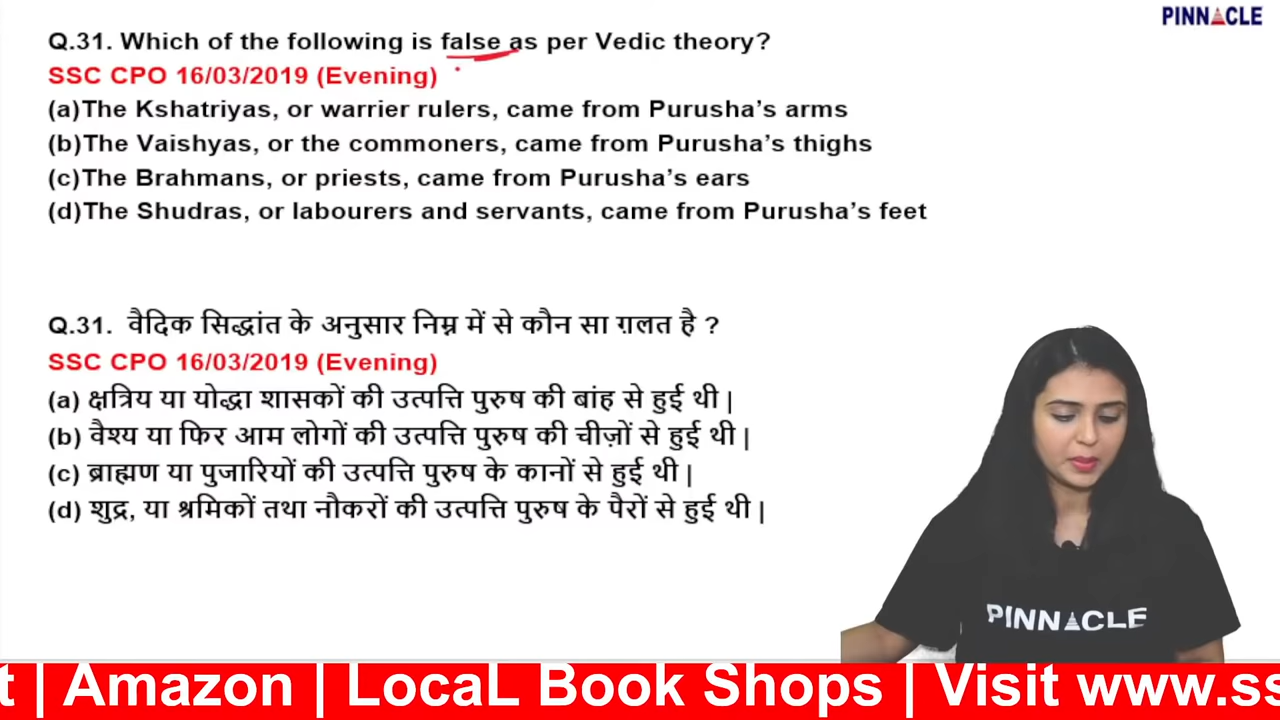 PINNACLE
Q.31. Which of the following is false as per Vedic theory?
SSC CPO 16/03/2019 (Evening)
(a)The Kshatriyas, or warrier rulers, came from Purusha's arms
(b)The Vaishyas, or the commoners, came from Purusha's thighs
(c)The Brahmans, or priests, came from Purusha's ears
(d)The Shudras, or labourers and servants, came from Purusha's feet
Q.31. वैदिक सिद्धांत के अनुसार निम्न में से कौन सा ग़लत है ?
SSC CPO 16/03/2019 (Evening)
(a) क्षत्रिय या योद्धा शासकों की उत्पत्ति पुरुष की बांह से हुई थी |
(b) वैश्य या फिर आम लोगों की उत्पत्ति पुरुष की चीज़ों से हुई थी |
(c) ब्राह्मण या पुजारियों की उत्पत्ति पुरुष के कानों से हुई थी |
(d) शुद्र, या श्रमिकों तथा नौकरों की उत्पत्ति पुरुष के पैरों से हुई थी |
PINNACLE
t | Amazon | LocaL Book Shops | Visit www.ss